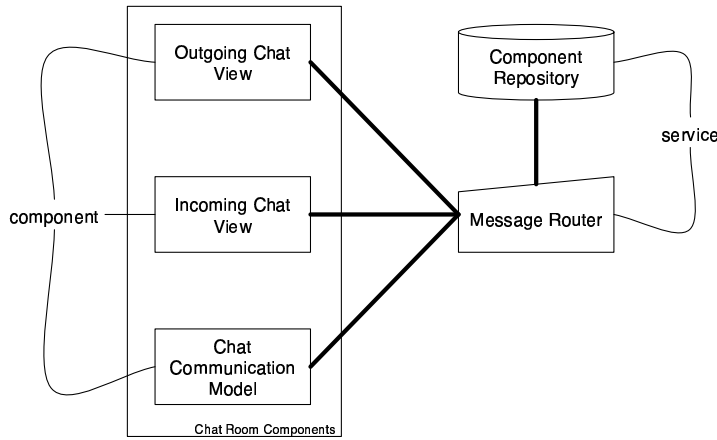 Outgoing Chat
View
Component
Repository
service
component
Incoming Chat
View
Message Router
Chat
Communication
Model
Chat Room Components